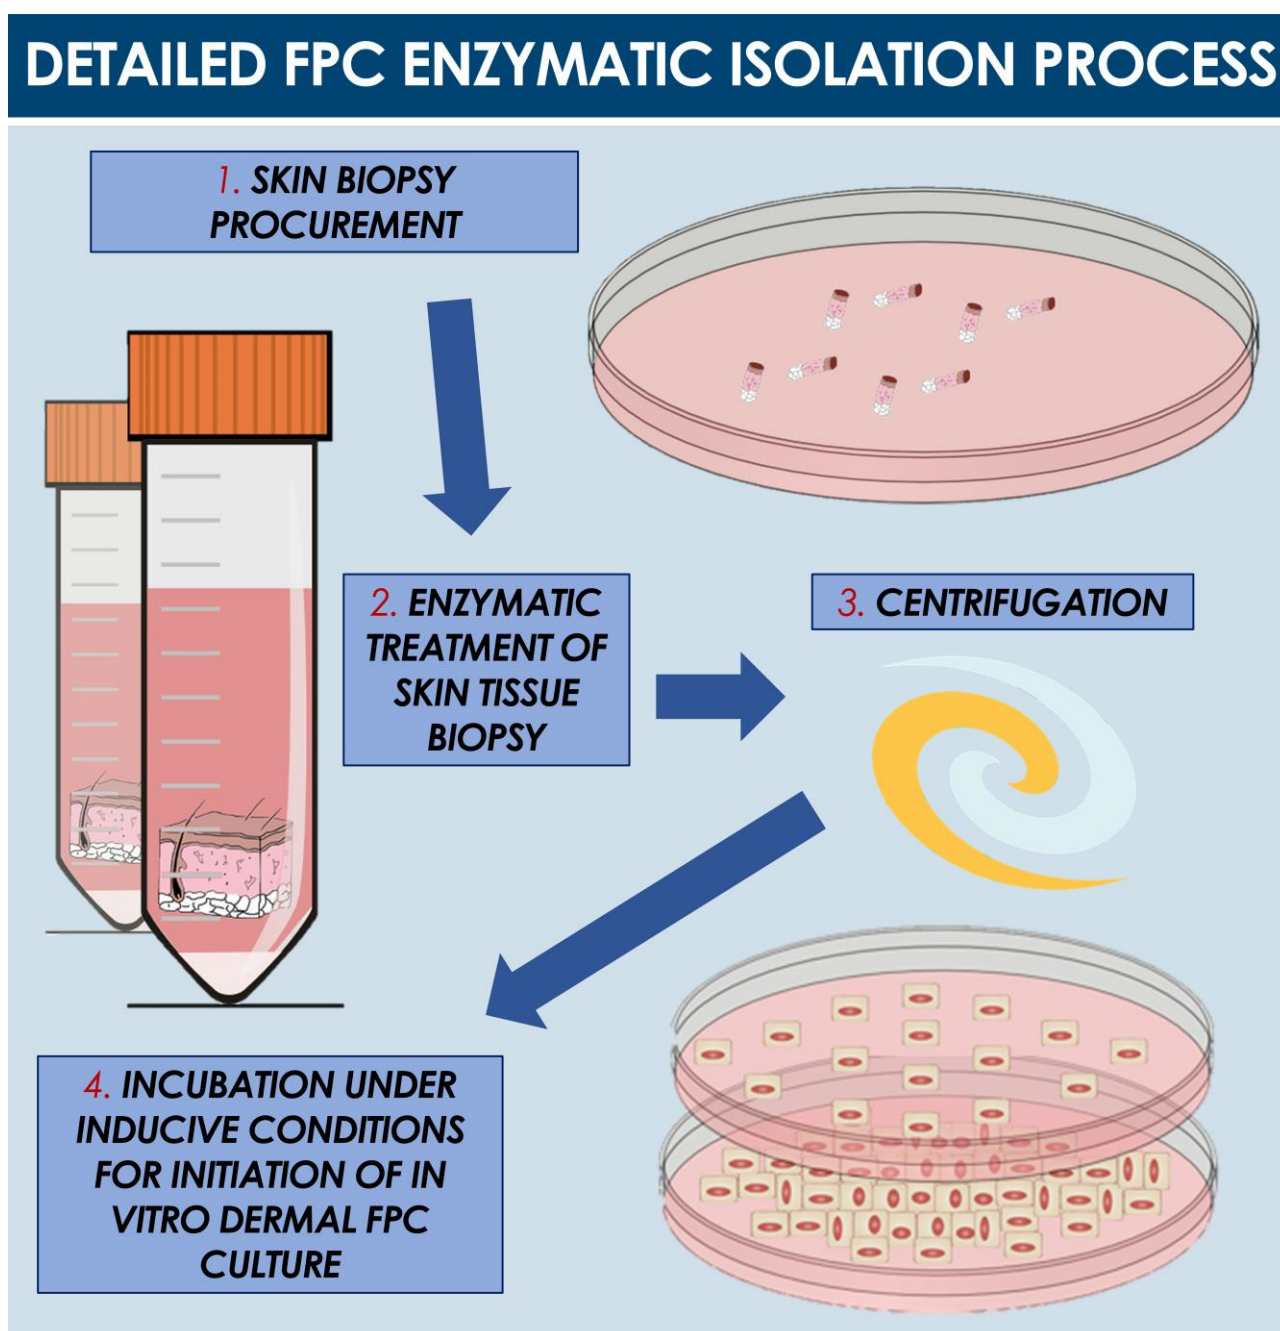 DETAILED FPC ENZYMATIC ISOLATION PROCESS
1. SKIN BIOPSY
PROCUREMENT
2. ENZYMATIC
TREATMENT OF
SKIN TISSUE
BIOPSY
3. CENTRIFUGATION
4. INCUBATION UNDER
INDUCIVE CONDITIONS
FOR INITIATION OF IN
VITRO DERMAL FPC
CULTURE